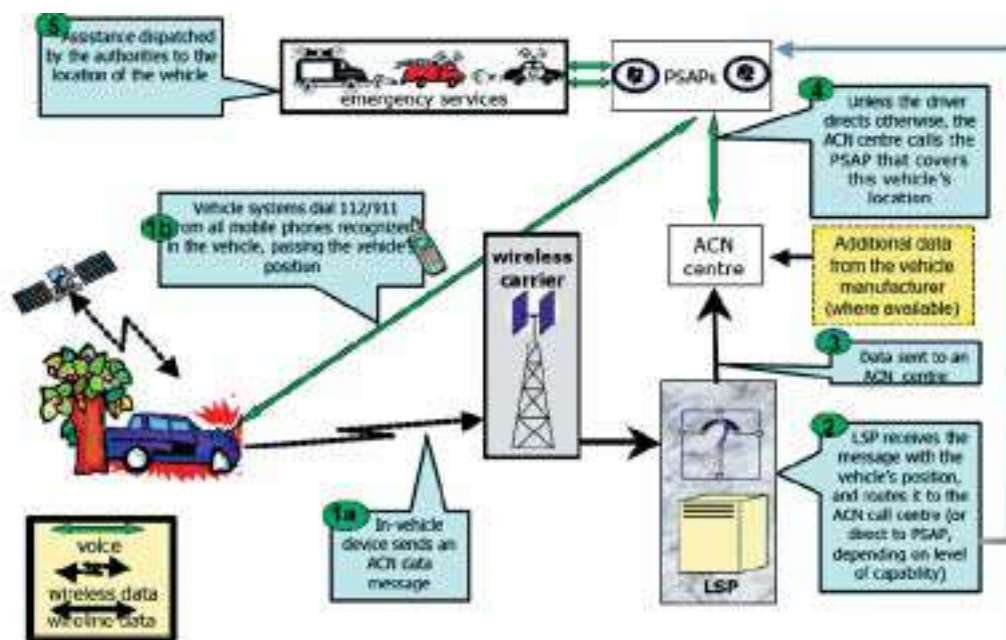 5
Assistance dispatched
by the authorities to the
location of the vehicle
emergency services
PSAPs
4
Unless the driver
directs otherwise, the
ACN centre calls the
PSAP that covers
this vehicle's
location
1b
Vehicle systems dial 112/911
from all mobile phones recognized
in the vehicle, passing the vehicle's
position
wireless
carrier
ACN
centre
Additional data
from the vehicle
manufacturer
(where available)
3
Data sent to an
ACN centre
2
LSP receives the
message with the
vehicle's position,
and routes it to the
ACN call centre (or
direct to PSAP,
depending on level
of capability)
1a
In-vehicle
device sends an
ACN data
message
LSP
voice
wireless data
wireline data